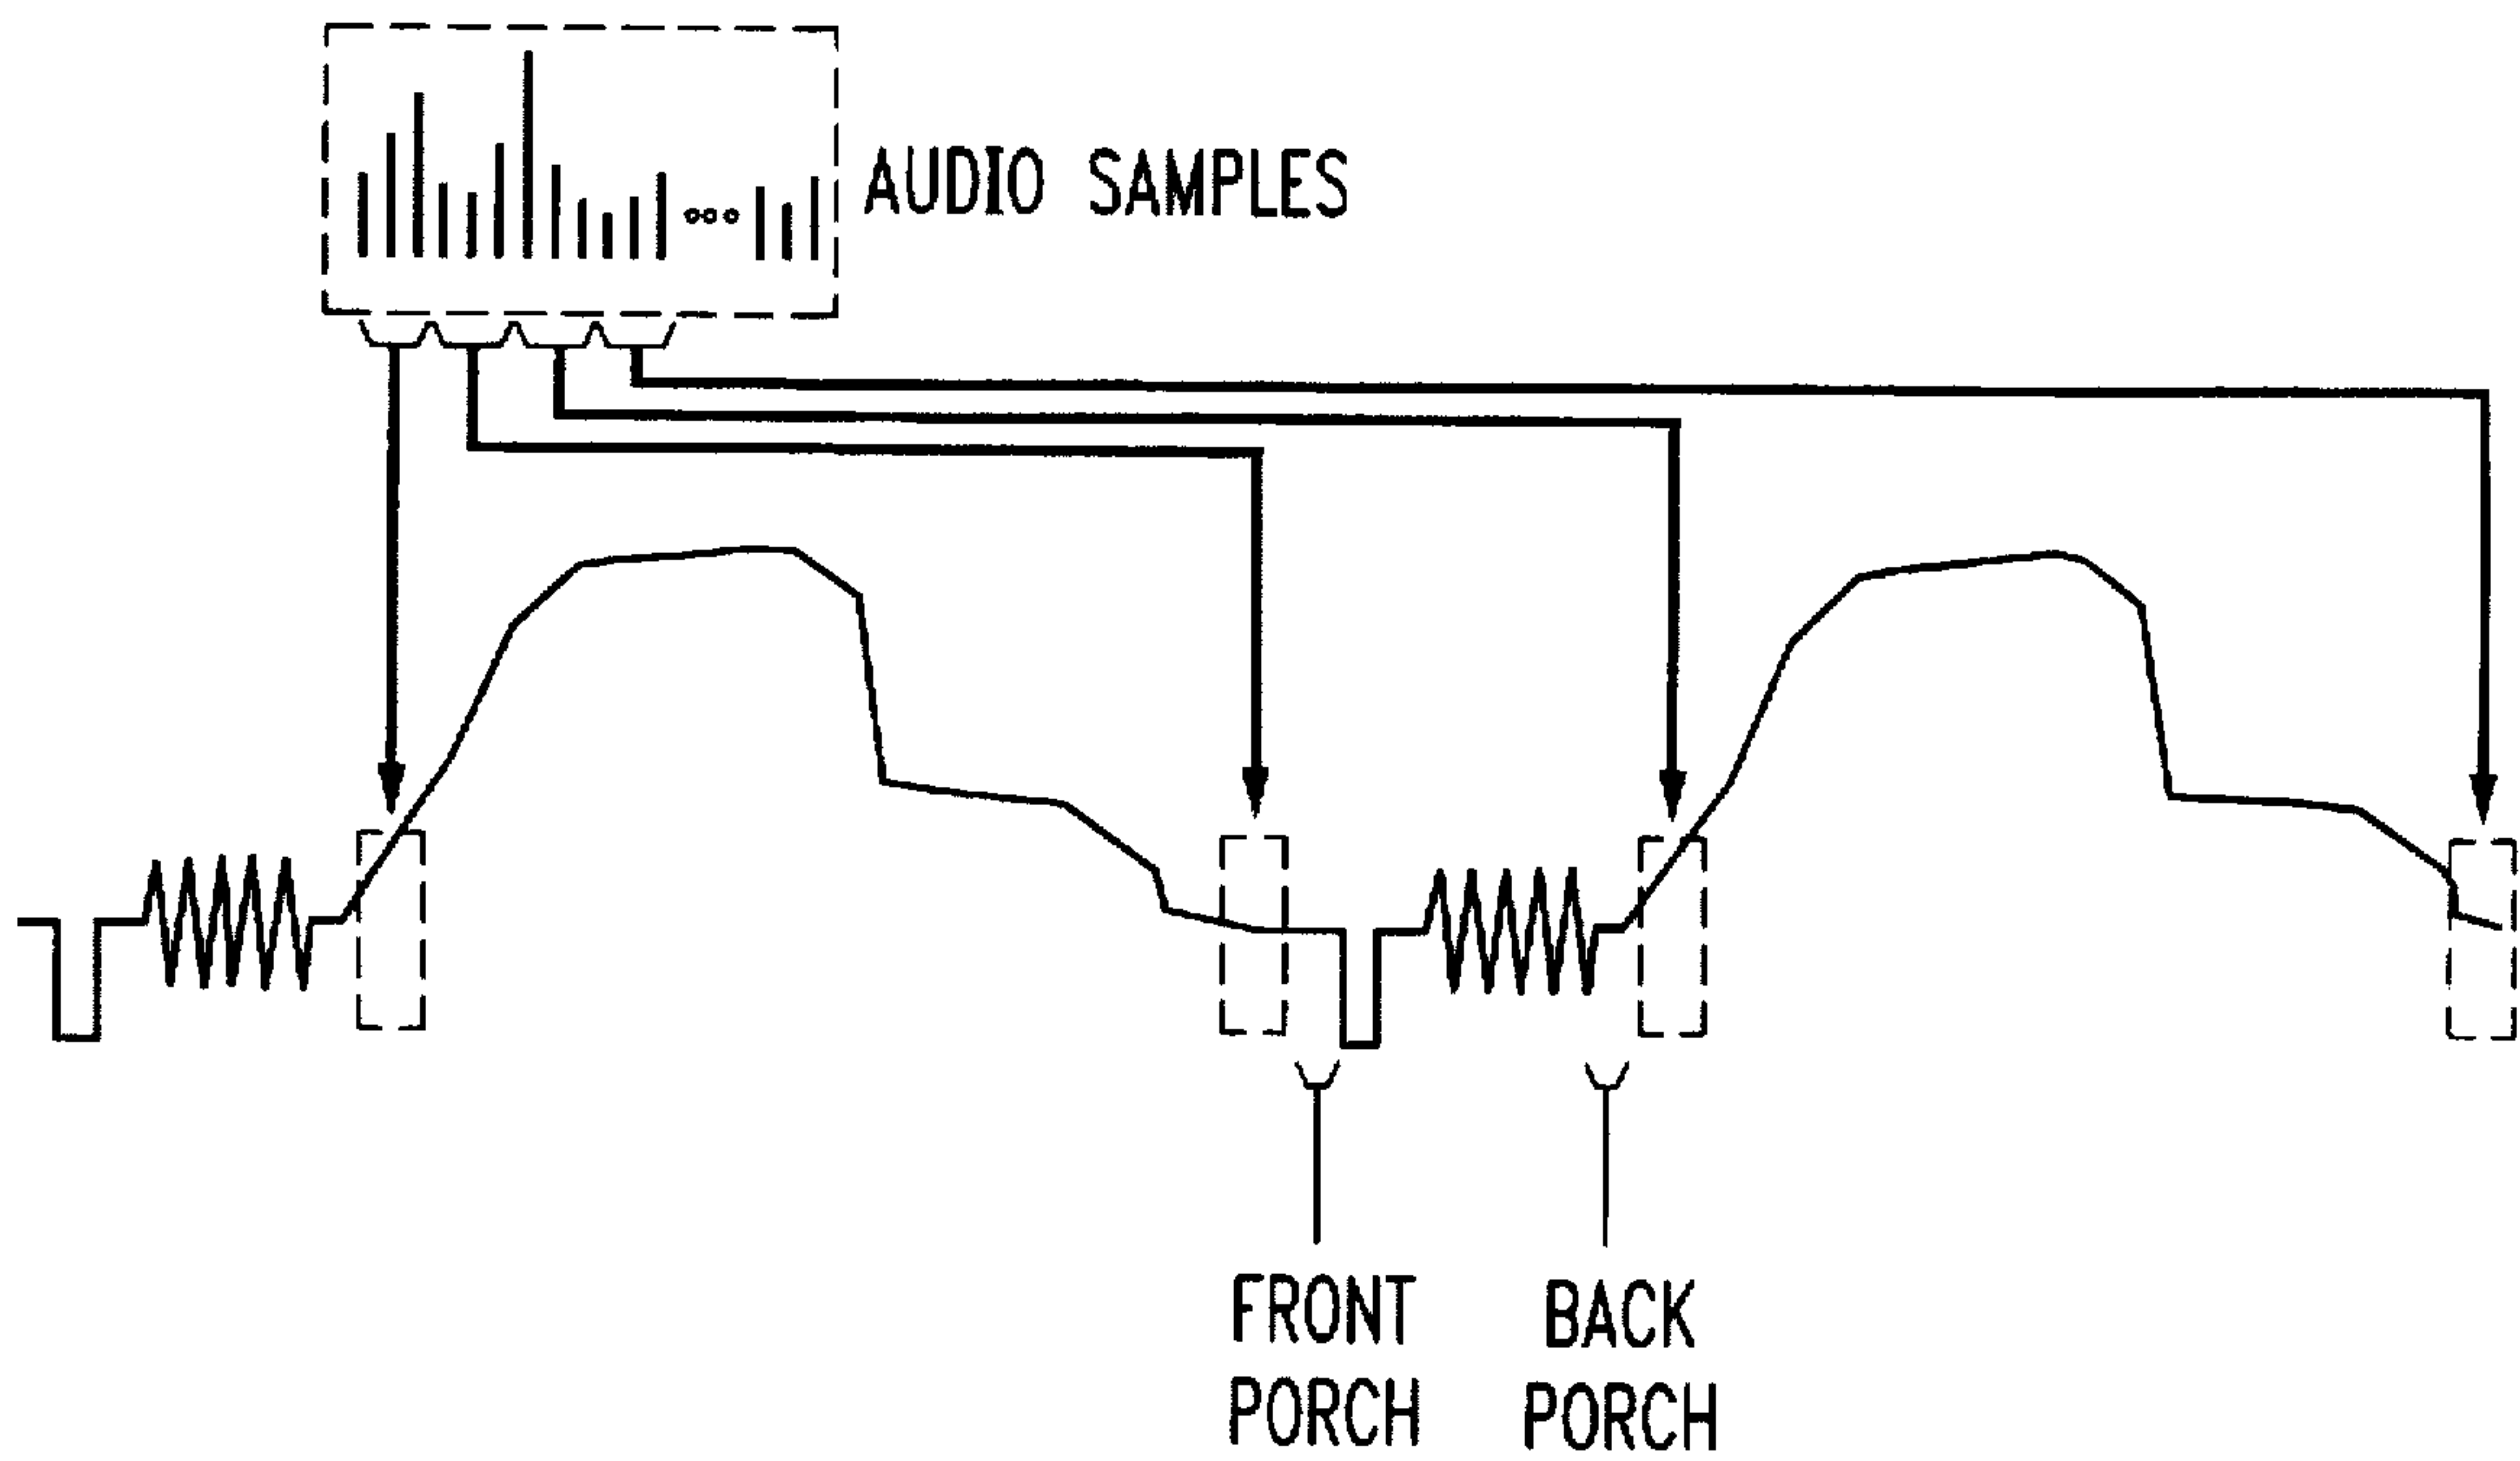 AUDIO SAMPLES
FRONT
PORCH
BACK
PORCH